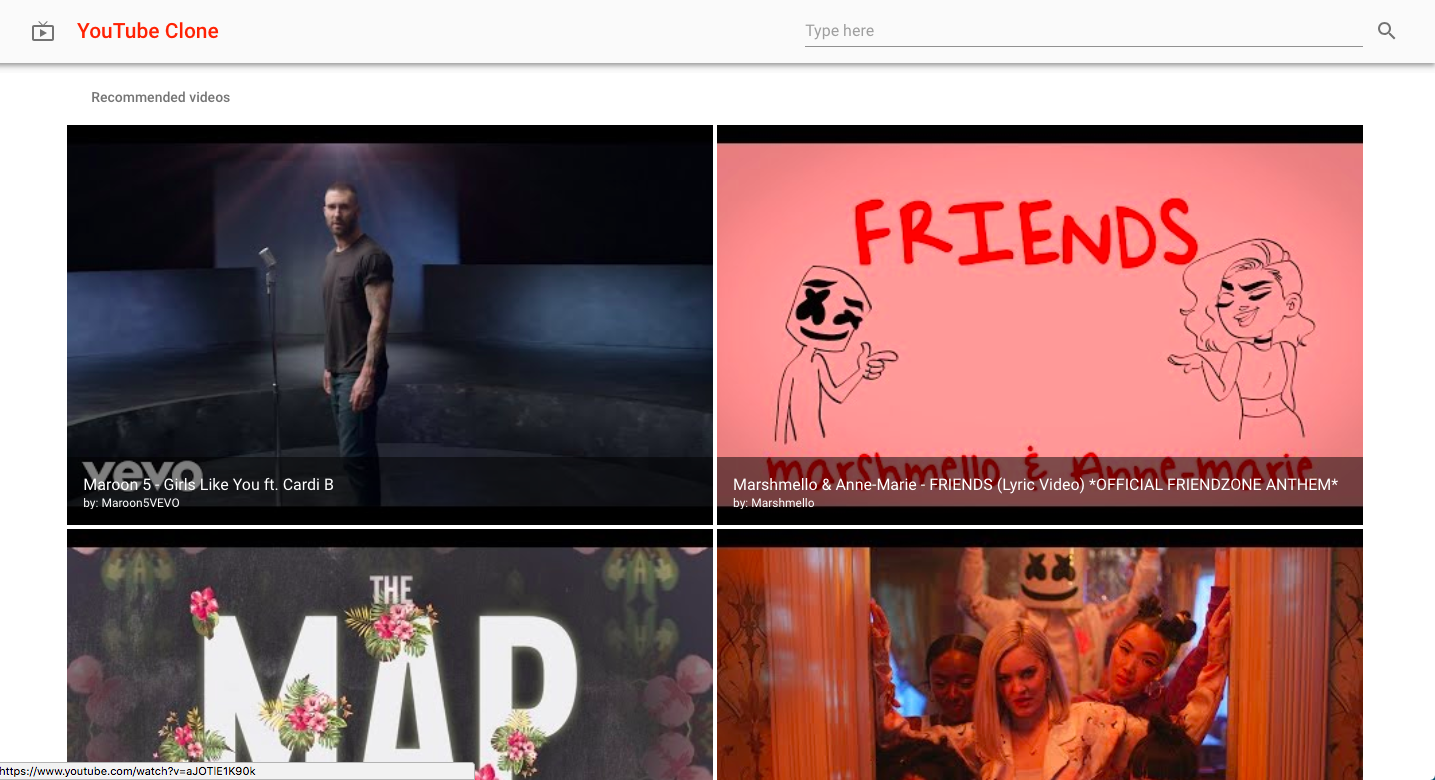 YouTube Clone
Type here
Recommended videos
vevo
Maroon 5 - Girls Like You ft. Cardi B
by: Maroon5VEVO
FRIENDS
marshmello & Anne-marie
Marshmello & Anne-Marie - FRIENDS (Lyric Video) *OFFICIAL FRIENDZONE ANTHEM*
by: Marshmello
THE
MAP
https://www.youtube.com/watch?v=aJOTlE1K90k